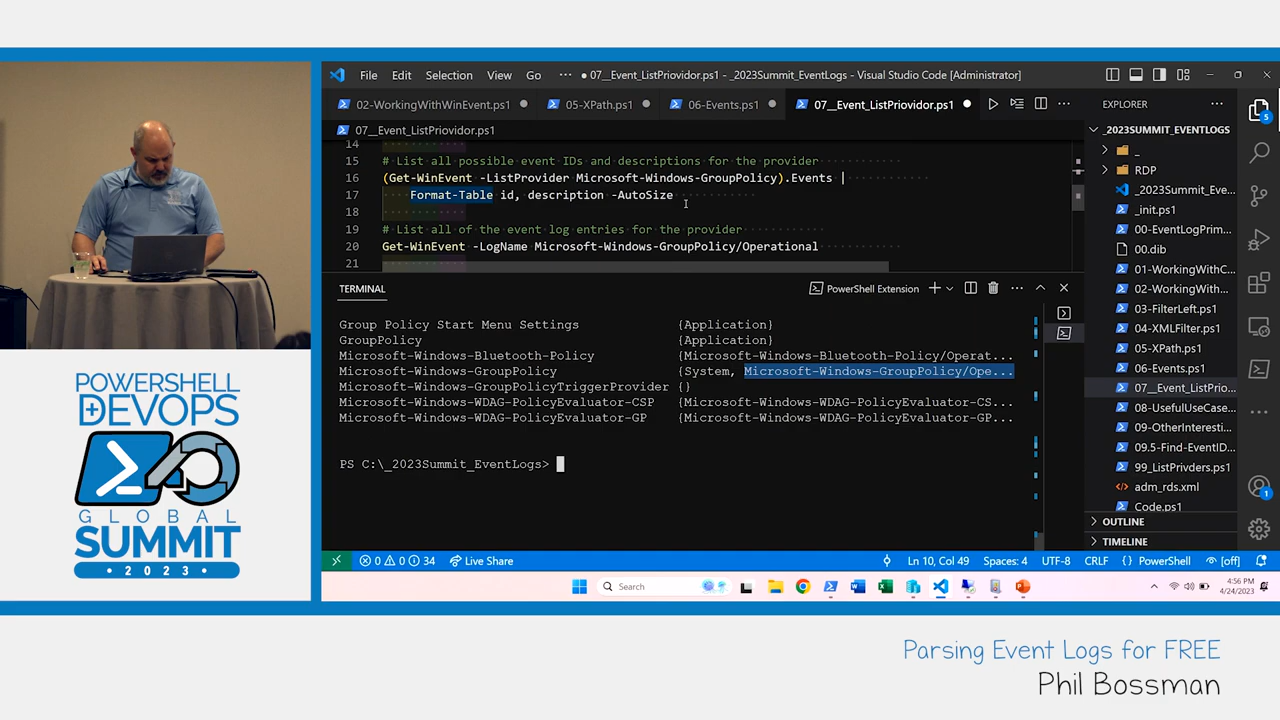 File Edit Selection View Go ··· ● 07__Event_ListPriovidor.ps1 - _2023Summit_EventLogs - Visual Studio Code [Administrator]
02-WorkingWithWinEvent.ps1 ● 05-XPath.ps1 ● 06-Events.ps1 ● 07__Event_ListPriovidor.ps1 ●
EXPLORER
07__Event_ListPriovidor.ps1
14
15 # List all possible event IDs and descriptions for the provider
16 (Get-WinEvent -ListProvider Microsoft-Windows-GroupPolicy).Events |
17 Format-Table id, description -AutoSize
18
19 # List all of the event log entries for the provider
20 Get-WinEvent -LogName Microsoft-Windows-GroupPolicy/Operational
21
TERMINAL
PowerShell Extension
Group Policy Start Menu Settings {Application}
GroupPolicy {Application}
Microsoft-Windows-Bluetooth-Policy {Microsoft-Windows-Bluetooth-Policy/Operat...
Microsoft-Windows-GroupPolicy {System, Microsoft-Windows-GroupPolicy/Ope...
Microsoft-Windows-GroupPolicyTriggerProvider {}
Microsoft-Windows-WDAG-PolicyEvaluator-CSP {Microsoft-Windows-WDAG-PolicyEvaluator-CS...
Microsoft-Windows-WDAG-PolicyEvaluator-GP {Microsoft-Windows-WDAG-PolicyEvaluator-GP...
PS C:\_2023Summit_EventLogs>
_2023SUMMIT_EVENTLOGS
_
RDP
_2023Summit_Eve...
_init.ps1
00-EventLogPrim...
00.dib
01-WorkingWithC...
02-WorkingWith...
03-FilterLeft.ps1
04-XMLFilter.ps1
05-XPath.ps1
06-Events.ps1
07__Event_ListPrio...
08-UsefulUseCase...
09-OtherInteresti...
09.5-Find-EventID...
99_ListPrivders.ps1
adm_rds.xml
Code.ps1
OUTLINE
TIMELINE
5
1
0 0 34 Live Share
Ln 10, Col 49 Spaces: 4 UTF-8 CRLF {} PowerShell [off]
Search
4:56 PM
4/24/2023
POWERSHELL
+DEVOPS
GLOBAL
SUMMIT
• 2023 •
Parsing Event Logs for FREE
Phil Bossman